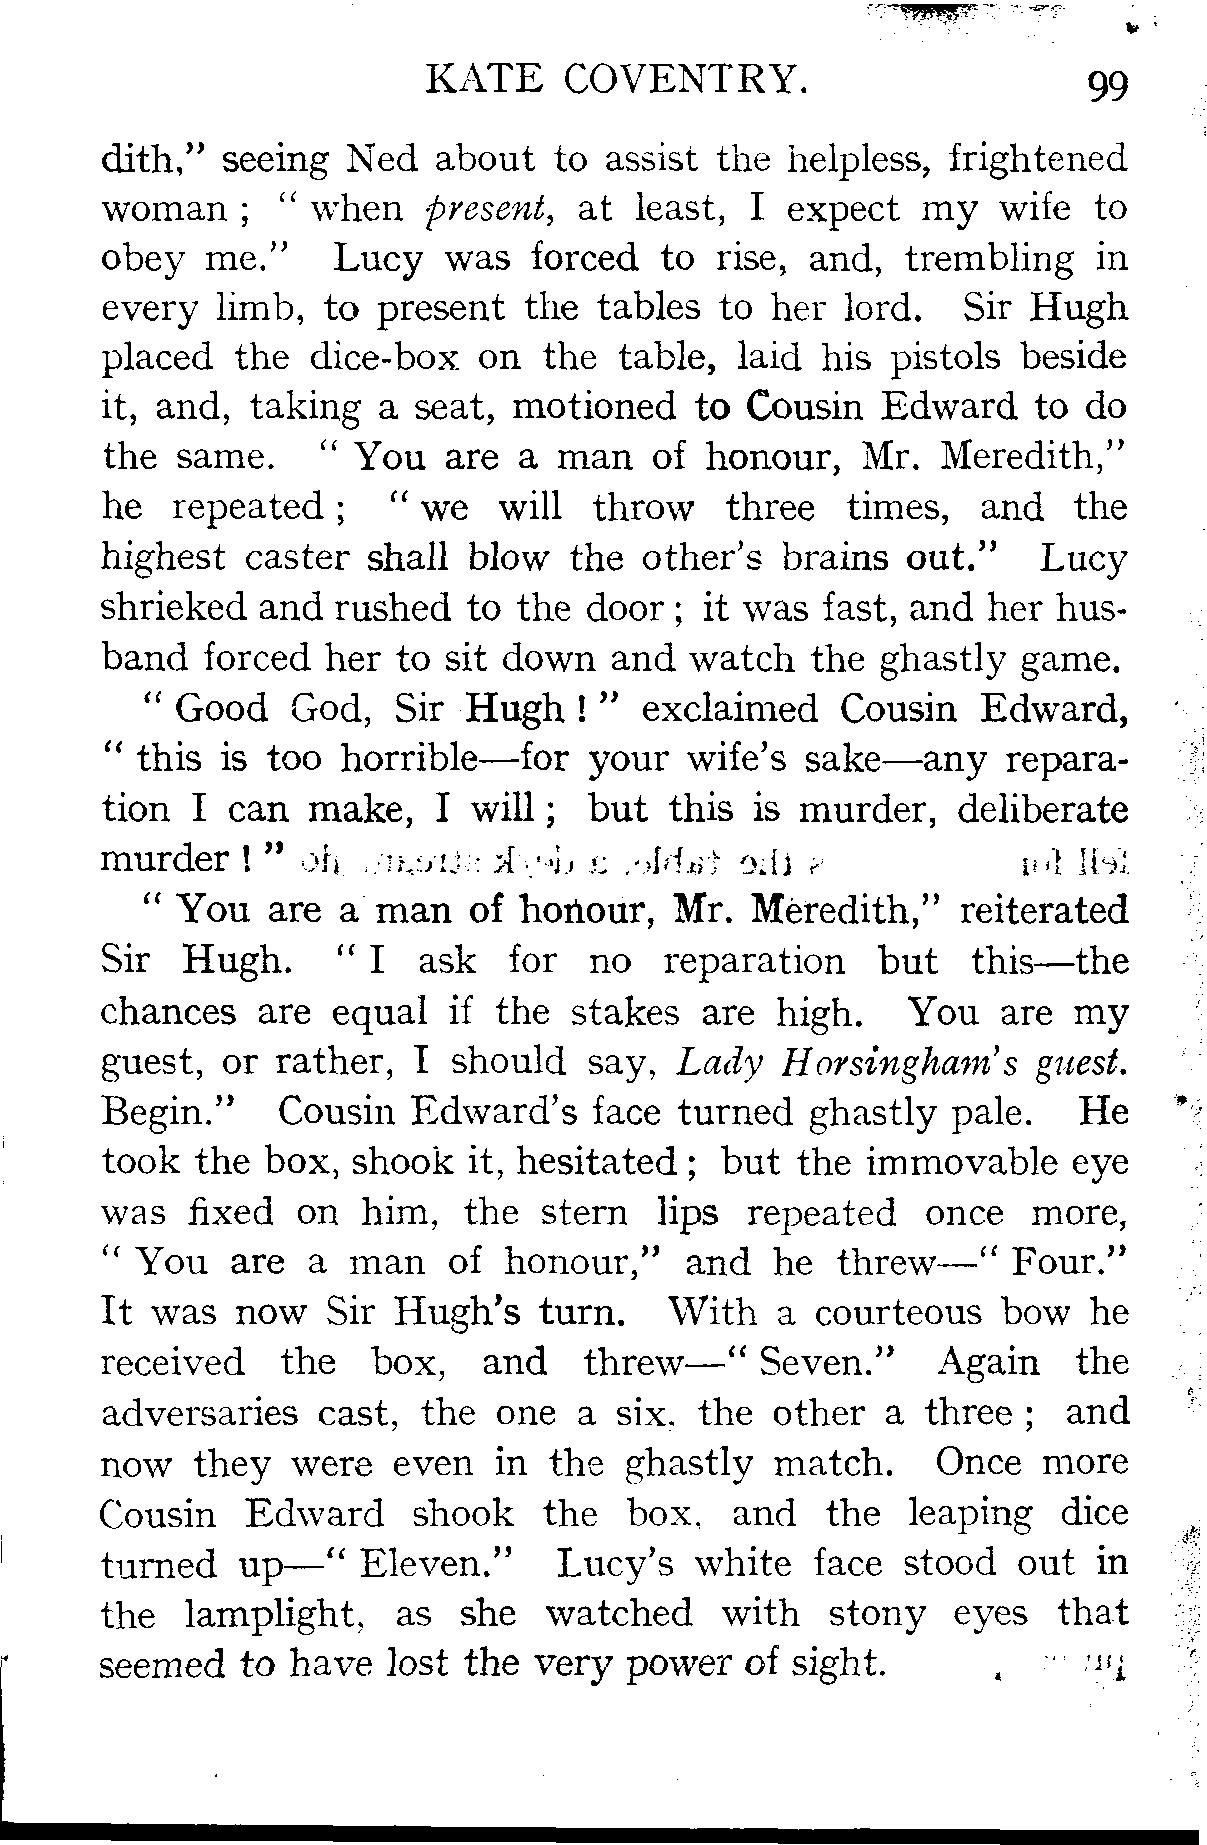 KATE COVENTRY. 99
dith," seeing Ned about to assist the helpless, frightened
woman ; " when present, at least, I expect my wife to
obey me." Lucy was forced to rise, and, trembling in
every limb, to present the tables to her lord. Sir Hugh
placed the dice-box on the table, laid his pistols beside
it, and, taking a seat, motioned to Cousin Edward to do
the same. " You are a man of honour, Mr. Meredith,"
he repeated ; " we will throw three times, and the
highest caster shall blow the other's brains out." Lucy
shrieked and rushed to the door ; it was fast, and her hus-
band forced her to sit down and watch the ghastly game.
" Good God, Sir Hugh ! " exclaimed Cousin Edward,
" this is too horrible—for your wife's sake—any repara-
tion I can make, I will ; but this is murder, deliberate
murder ! "
" You are a man of honour, Mr. Meredith," reiterated
Sir Hugh. " I ask for no reparation but this—the
chances are equal if the stakes are high. You are my
guest, or rather, I should say, Lady Horsingham's guest.
Begin." Cousin Edward's face turned ghastly pale. He
took the box, shook it, hesitated ; but the immovable eye
was fixed on him, the stern lips repeated once more,
" You are a man of honour," and he threw—" Four."
It was now Sir Hugh's turn. With a courteous bow he
received the box, and threw—" Seven." Again the
adversaries cast, the one a six, the other a three ; and
now they were even in the ghastly match. Once more
Cousin Edward shook the box, and the leaping dice
turned up—" Eleven." Lucy's white face stood out in
the lamplight, as she watched with stony eyes that
seemed to have lost the very power of sight.